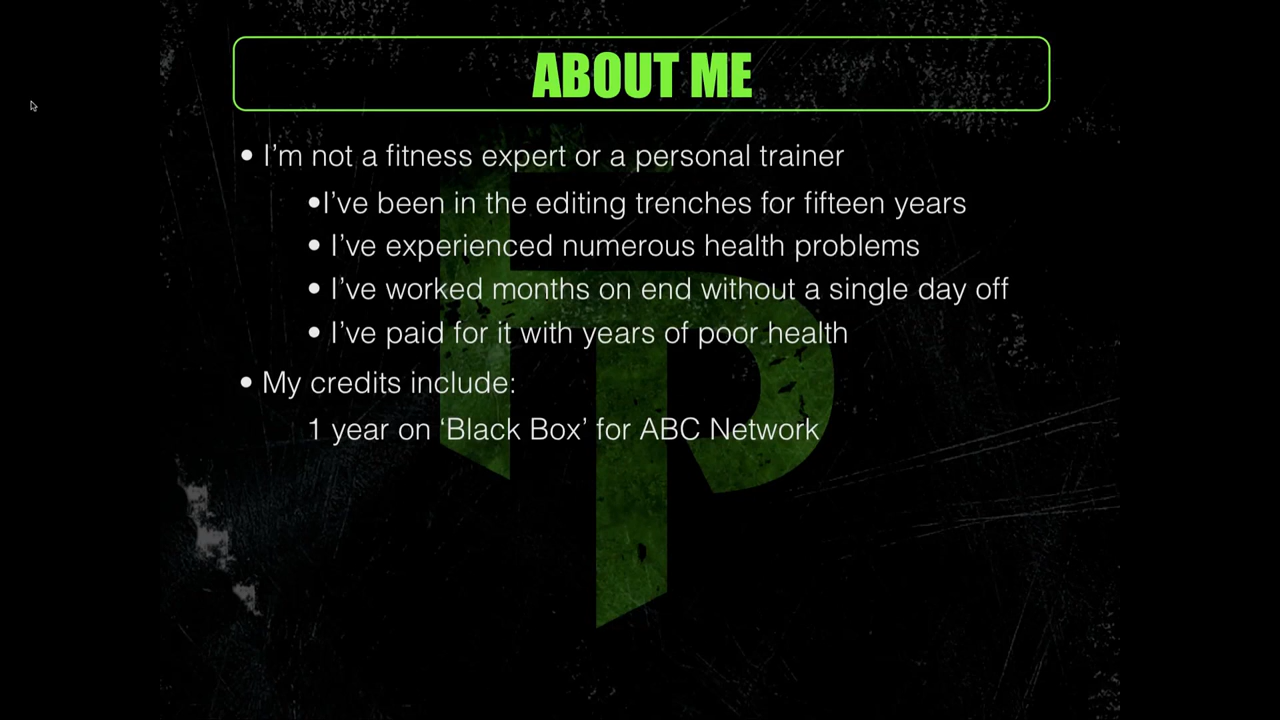 ABOUT ME
• I’m not a fitness expert or a personal trainer
•I’ve been in the editing trenches for fifteen years
• I’ve experienced numerous health problems
• I’ve worked months on end without a single day off
• I’ve paid for it with years of poor health
• My credits include:
1 year on ‘Black Box’ for ABC Network